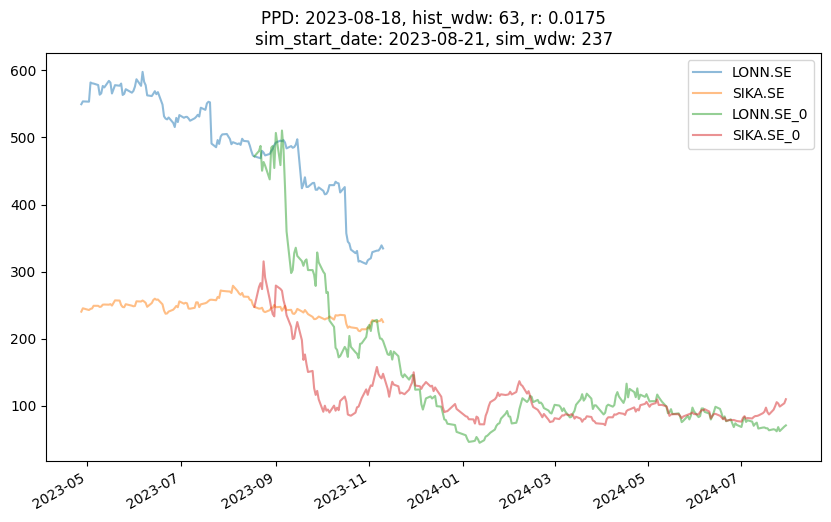 PPD: 2023-08-18, hist_wdw: 63, r: 0.0175
sim_start_date: 2023-08-21, sim_wdw: 237
LONN.SE
SIKA.SE
LONN.SE_0
SIKA.SE_0
600
500
400
300
200
100
2023-05
2023-07
2023-09
2023-11
2024-01
2024-03
2024-05
2024-07